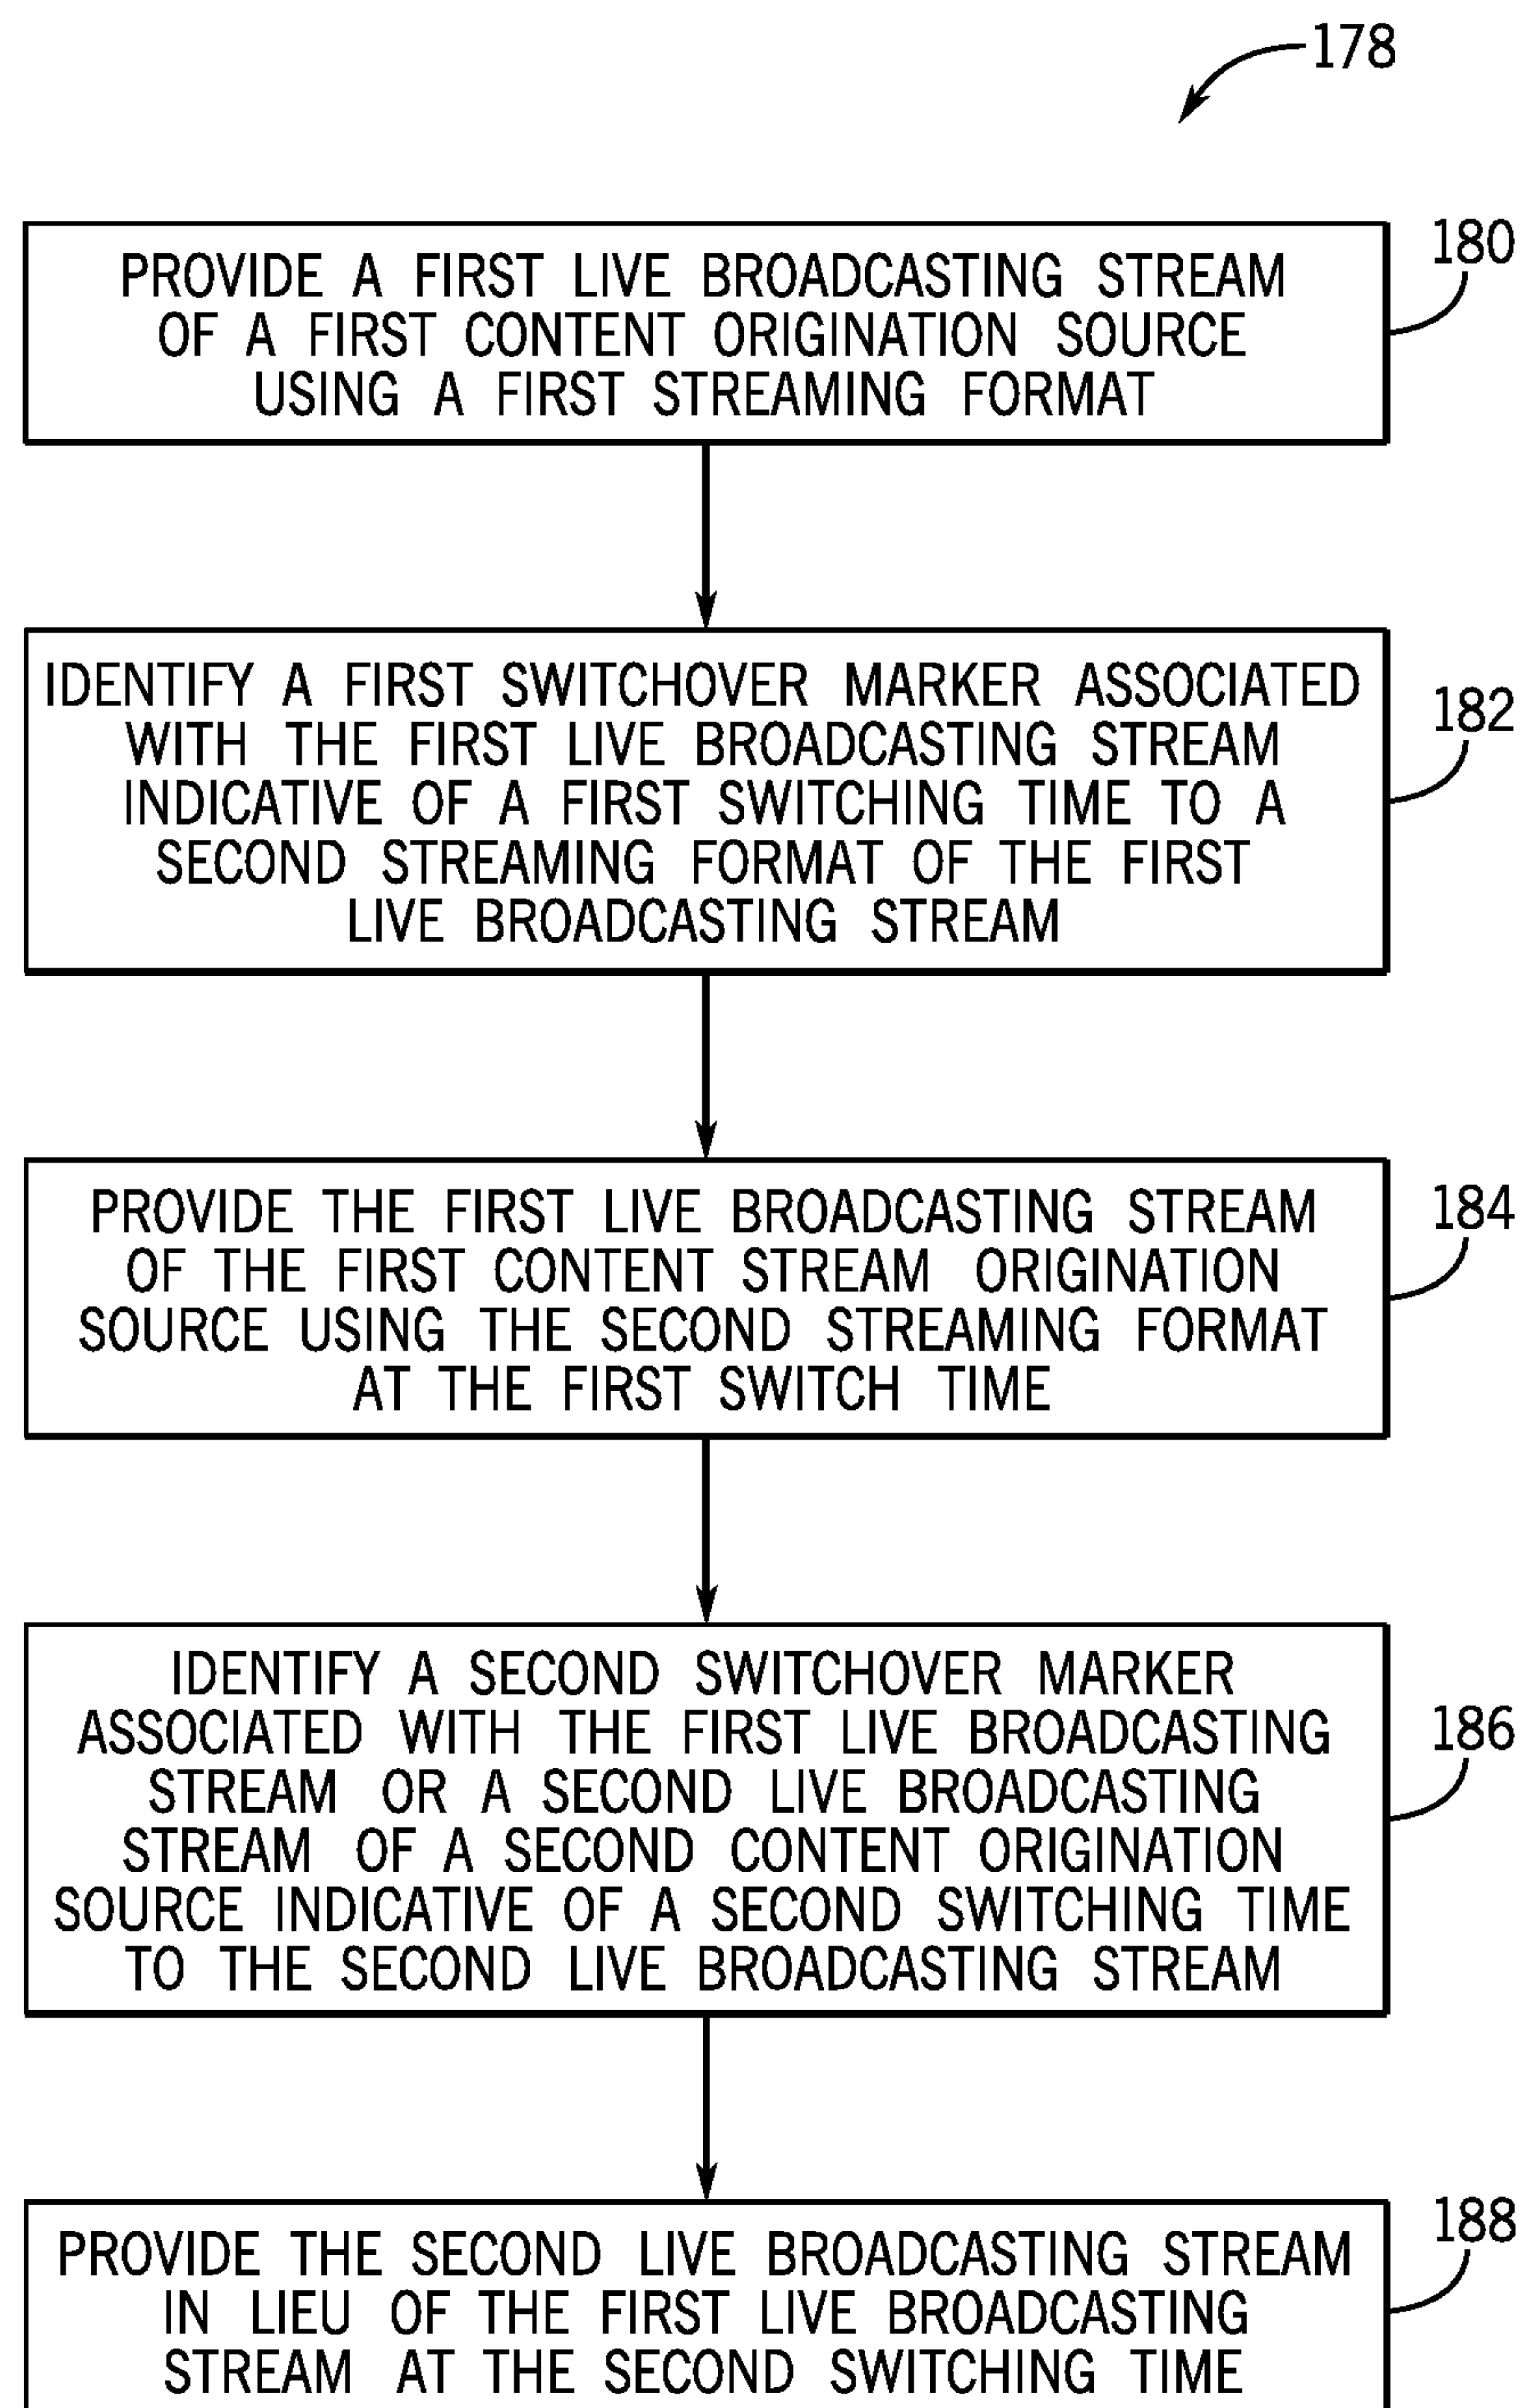 178
180
PROVIDE A FIRST LIVE BROADCASTING STREAM
OF A FIRST CONTENT ORIGINATION SOURCE
USING A FIRST STREAMING FORMAT
182
IDENTIFY A FIRST SWITCHOVER MARKER ASSOCIATED
WITH THE FIRST LIVE BROADCASTING STREAM
INDICATIVE OF A FIRST SWITCHING TIME TO A
SECOND STREAMING FORMAT OF THE FIRST
LIVE BROADCASTING STREAM
184
PROVIDE THE FIRST LIVE BROADCASTING STREAM
OF THE FIRST CONTENT STREAM ORIGINATION
SOURCE USING THE SECOND STREAMING FORMAT
AT THE FIRST SWITCH TIME
186
IDENTIFY A SECOND SWITCHOVER MARKER
ASSOCIATED WITH THE FIRST LIVE BROADCASTING
STREAM OR A SECOND LIVE BROADCASTING
STREAM OF A SECOND CONTENT ORIGINATION
SOURCE INDICATIVE OF A SECOND SWITCHING TIME
TO THE SECOND LIVE BROADCASTING STREAM
188
PROVIDE THE SECOND LIVE BROADCASTING STREAM
IN LIEU OF THE FIRST LIVE BROADCASTING
STREAM AT THE SECOND SWITCHING TIME